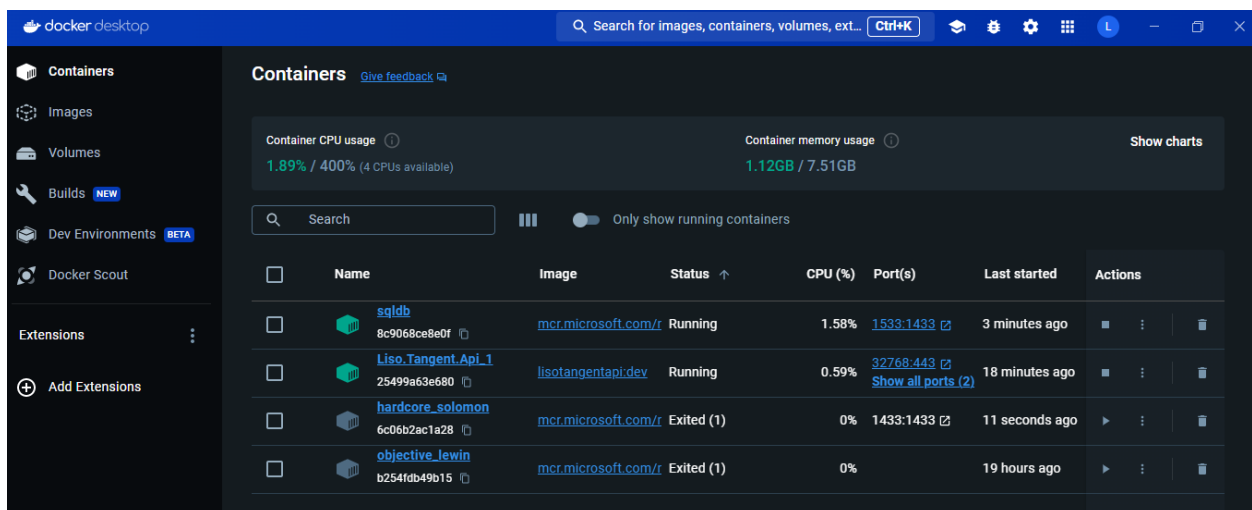 docker desktop
Search for images, containers, volumes, ext... Ctrl+K
L
Containers
Images
Volumes
Builds NEW
Dev Environments BETA
Docker Scout
Extensions
Add Extensions
Containers Give feedback
Container CPU usage
1.89% / 400% (4 CPUs available)
Container memory usage
1.12GB / 7.51GB
Show charts
Search
Only show running containers
Name Image Status CPU (%) Port(s) Last started Actions
sqldb
8c9068ce8e0f
mcr.microsoft.com/r Running 1.58% 1533:1433 3 minutes ago
Liso.Tangent.Api_1
25499a63e680
lisotangentapi:dev Running 0.59% 32768:443
Show all ports (2)
18 minutes ago
hardcore_solomon
6c06b2ac1a28
mcr.microsoft.com/r Exited (1) 0% 1433:1433 11 seconds ago
objective_lewin
b254fdb49b15
mcr.microsoft.com/r Exited (1) 0% 19 hours ago